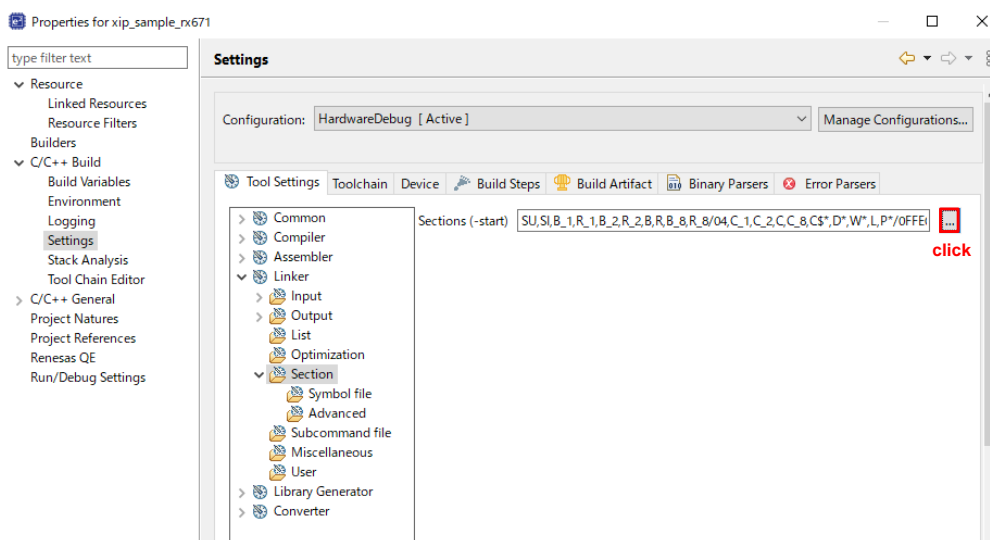 Properties for xip_sample_rx671
type filter text
Resource
Linked Resources
Resource Filters
Builders
C/C++ Build
Build Variables
Environment
Logging
Settings
Stack Analysis
Tool Chain Editor
C/C++ General
Project Natures
Project References
Renesas QE
Run/Debug Settings
Settings
Configuration: HardwareDebug [ Active ] Manage Configurations...
Tool Settings Toolchain Device Build Steps Build Artifact Binary Parsers Error Parsers
Common
Compiler
Assembler
Linker
Input
Output
List
Optimization
Section
Symbol file
Advanced
Subcommand file
Miscellaneous
User
Library Generator
Converter
Sections (-start) SU,SI,B_1,R_1,B_2,R_2,B,R,B_8,R_8/04,C_1,C_2,C,C_8,C$*,D*,W*,L,P*/0FFE ...
click